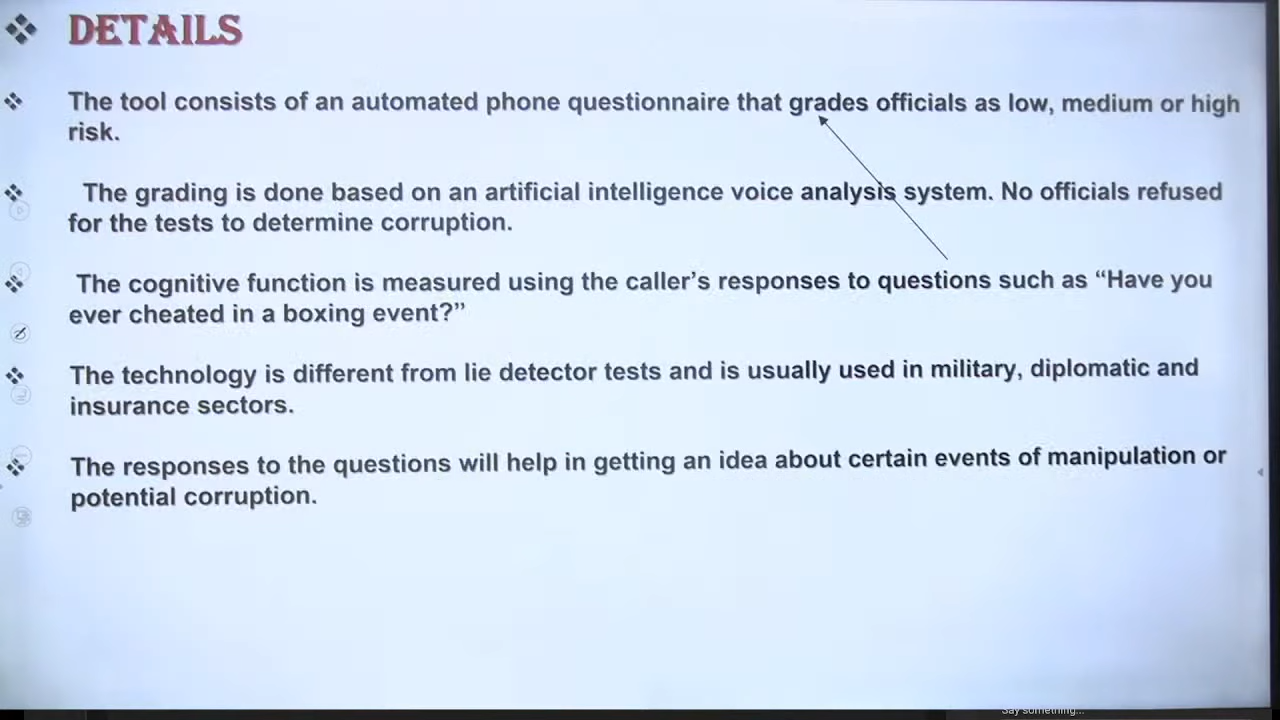 DETAILS
The tool consists of an automated phone questionnaire that grades officials as low, medium or high
risk.
The grading is done based on an artificial intelligence voice analysis system. No officials refused
for the tests to determine corruption.
The cognitive function is measured using the caller's responses to questions such as “Have you
ever cheated in a boxing event?”
The technology is different from lie detector tests and is usually used in military, diplomatic and
insurance sectors.
The responses to the questions will help in getting an idea about certain events of manipulation or
potential corruption.
Say something...